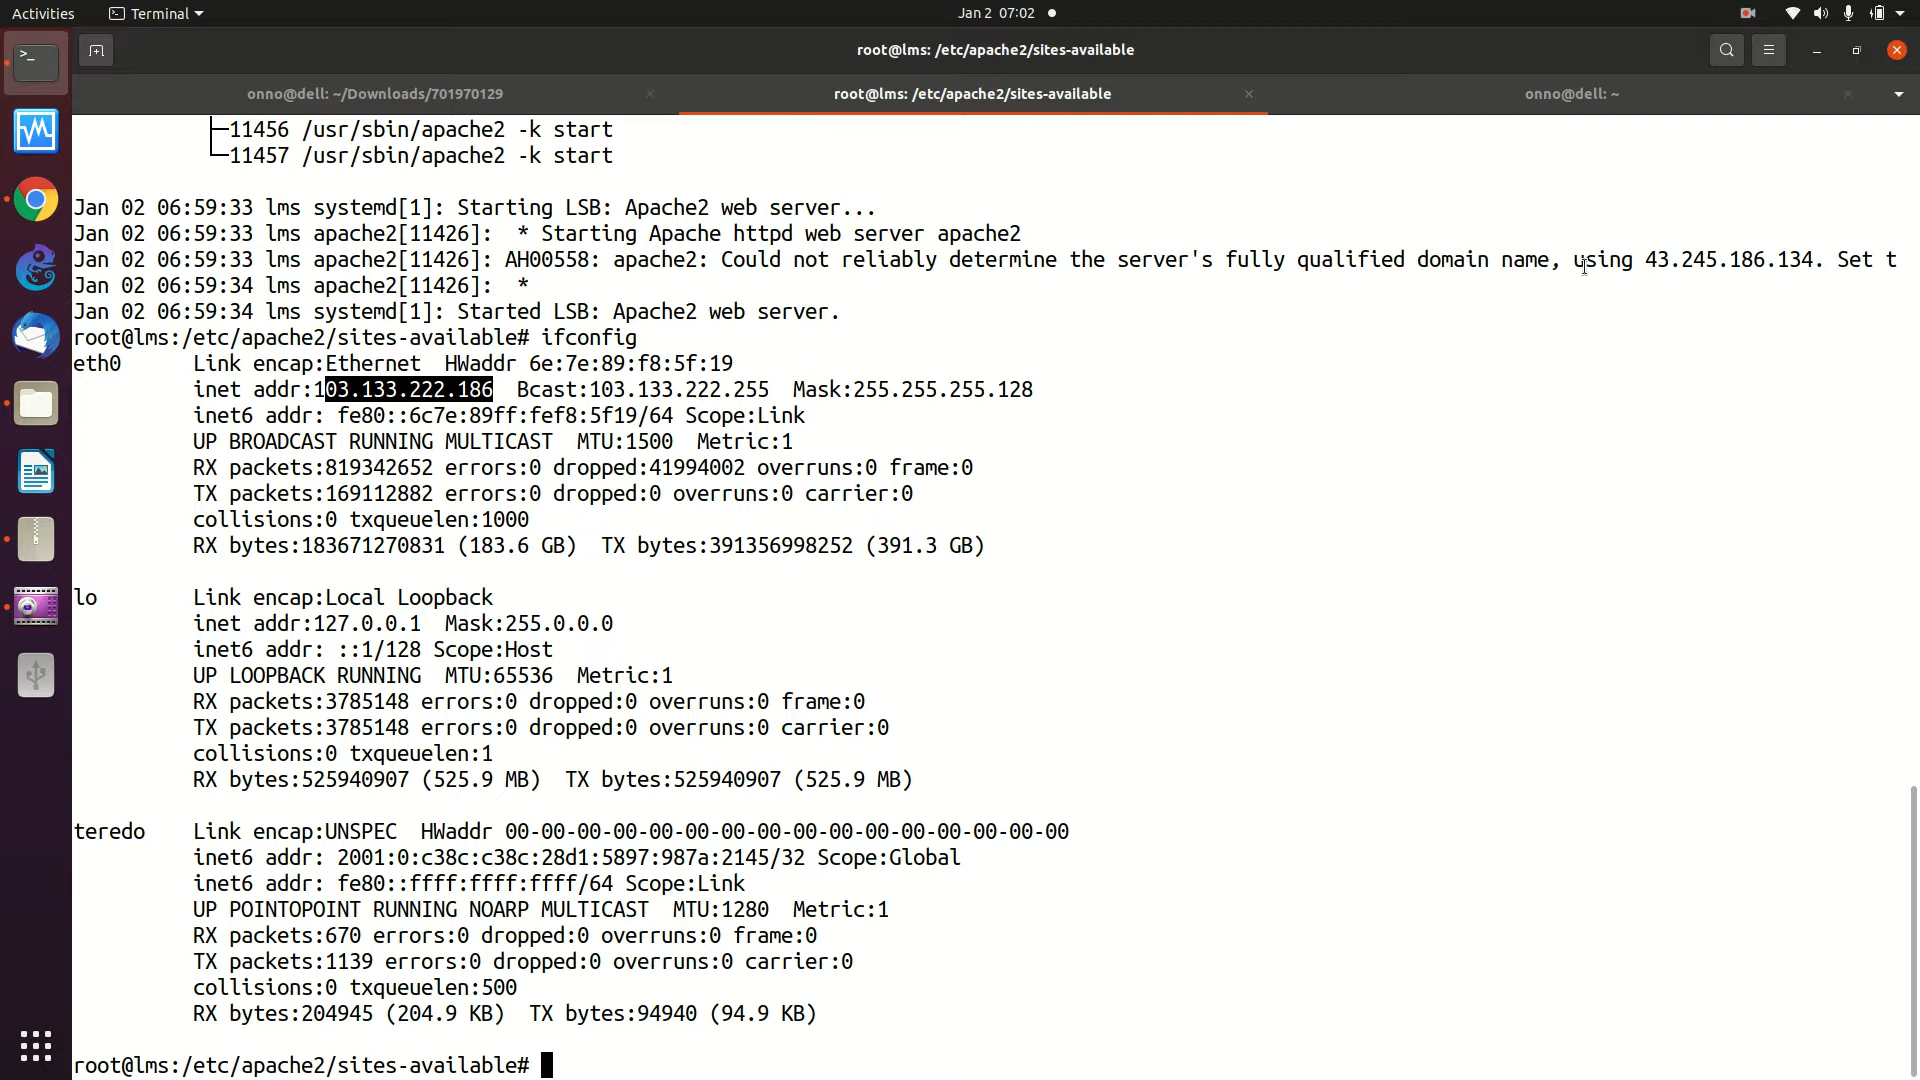 Activities Terminal Jan 2 07:02
root@lms: /etc/apache2/sites-available
onno@dell: ~/Downloads/701970129 root@lms: /etc/apache2/sites-available onno@dell: ~
├─11456 /usr/sbin/apache2 -k start
└─11457 /usr/sbin/apache2 -k start
Jan 02 06:59:33 lms systemd[1]: Starting LSB: Apache2 web server...
Jan 02 06:59:33 lms apache2[11426]:  * Starting Apache httpd web server apache2
Jan 02 06:59:33 lms apache2[11426]: AH00558: apache2: Could not reliably determine the server's fully qualified domain name, using 43.245.186.134. Set t
Jan 02 06:59:34 lms apache2[11426]:  *
Jan 02 06:59:34 lms systemd[1]: Started LSB: Apache2 web server.
root@lms:/etc/apache2/sites-available# ifconfig
eth0      Link encap:Ethernet  HWaddr 6e:7e:89:f8:5f:19
inet addr:103.133.222.186  Bcast:103.133.222.255  Mask:255.255.255.128
inet6 addr: fe80::6c7e:89ff:fef8:5f19/64 Scope:Link
UP BROADCAST RUNNING MULTICAST  MTU:1500  Metric:1
RX packets:819342652 errors:0 dropped:41994002 overruns:0 frame:0
TX packets:169112882 errors:0 dropped:0 overruns:0 carrier:0
collisions:0 txqueuelen:1000
RX bytes:183671270831 (183.6 GB)  TX bytes:391356998252 (391.3 GB)
lo        Link encap:Local Loopback
inet addr:127.0.0.1  Mask:255.0.0.0
inet6 addr: ::1/128 Scope:Host
UP LOOPBACK RUNNING  MTU:65536  Metric:1
RX packets:3785148 errors:0 dropped:0 overruns:0 frame:0
TX packets:3785148 errors:0 dropped:0 overruns:0 carrier:0
collisions:0 txqueuelen:1
RX bytes:525940907 (525.9 MB)  TX bytes:525940907 (525.9 MB)
teredo    Link encap:UNSPEC  HWaddr 00-00-00-00-00-00-00-00-00-00-00-00-00-00-00-00
inet6 addr: 2001:0:c38c:c38c:28d1:5897:987a:2145/32 Scope:Global
inet6 addr: fe80::ffff:ffff:ffff/64 Scope:Link
UP POINTOPOINT RUNNING NOARP MULTICAST  MTU:1280  Metric:1
RX packets:670 errors:0 dropped:0 overruns:0 frame:0
TX packets:1139 errors:0 dropped:0 overruns:0 carrier:0
collisions:0 txqueuelen:500
RX bytes:204945 (204.9 KB)  TX bytes:94940 (94.9 KB)
root@lms:/etc/apache2/sites-available#